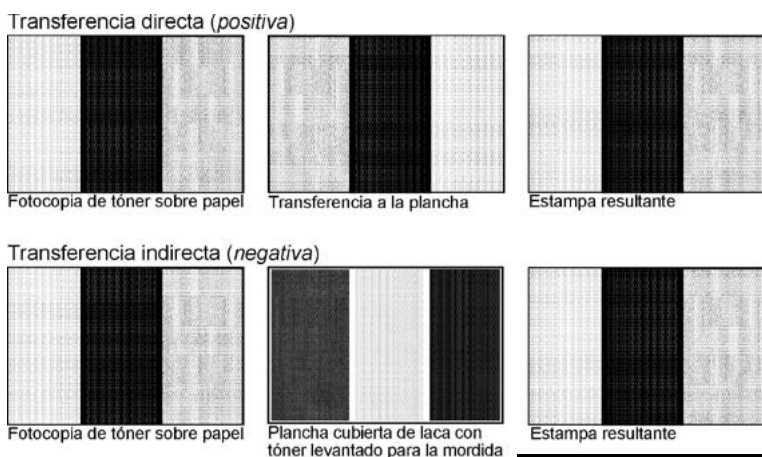 Transferencia directa (positiva)
Fotocopia de tóner sobre papel
Transferencia a la plancha
Estampa resultante
Transferencia indirecta (negativa)
Fotocopia de tóner sobre papel
Plancha cubierta de laca con
tóner levantado para la mordida
Estampa resultante